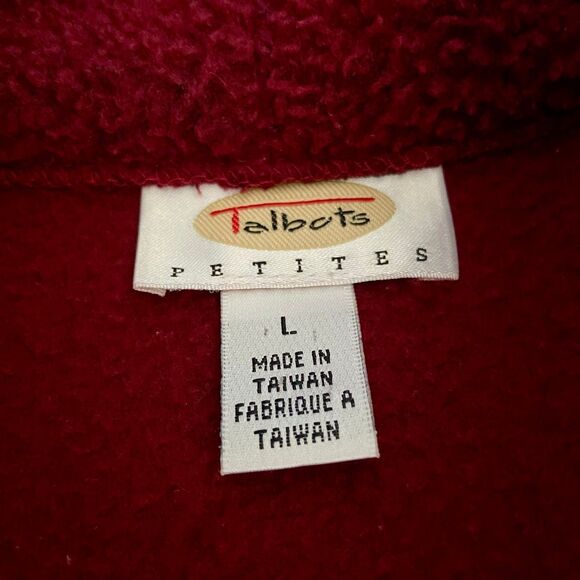 Talbots
PETITES
L
MADE IN
TAIWAN
FABRIQUE A
TAIWAN